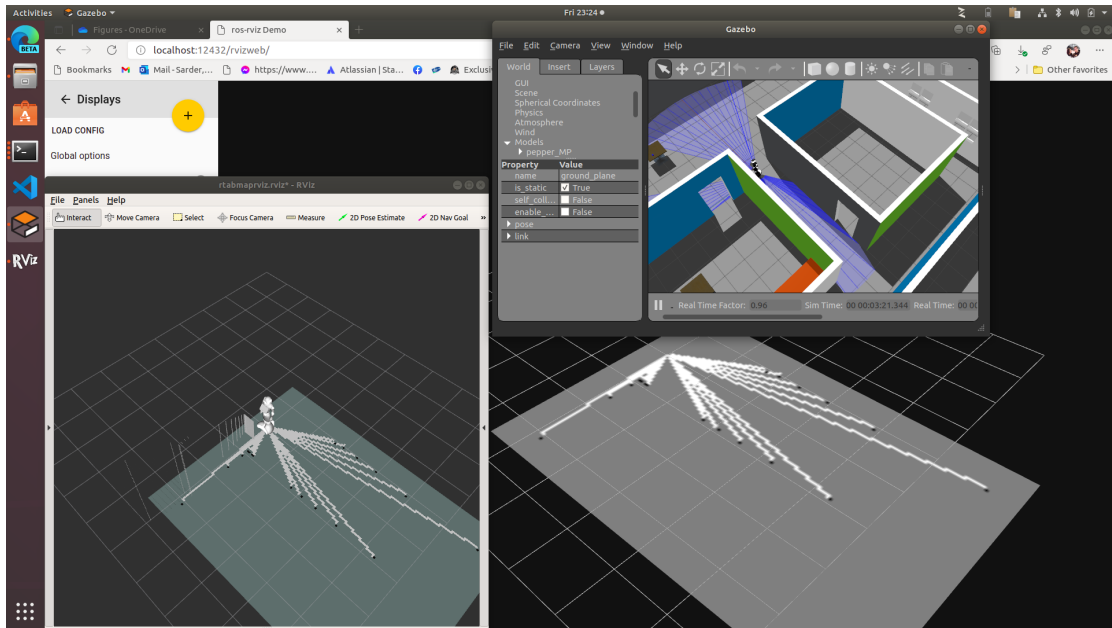 Activities
Gazebo
Fri 23:24
Figures - OneDrive
ros-rviz Demo
localhost:12432/rvizweb/
Bookmarks
Mail - Sarder,...
https://www....
Atlassian | Sta...
Exclusi
Other favorites
BETA
Displays
+
LOAD CONFIG
Global options
RViz
Gazebo
File Edit Camera View Window Help
World Insert Layers
GUI
Scene
Spherical Coordinates
Physics
Atmosphere
Wind
Models
pepper_MP
Property Value
name ground_plane
is_static True
self_coll... False
enable_... False
pose
link
Real Time Factor: 0.96 Sim Time: 00 00:03:21.344 Real Time: 00 00
rtabmaprviz.rviz* - RViz
File Panels Help
Interact Move Camera Select Focus Camera Measure 2D Pose Estimate 2D Nav Goal »